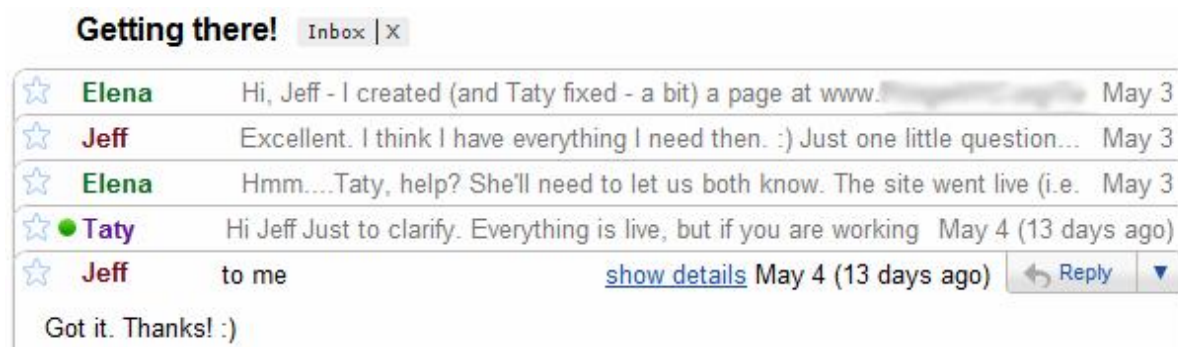 Getting there! Inbox | X
Elena Hi, Jeff - I created (and Taty fixed - a bit) a page at www. May 3
Jeff Excellent. I think I have everything I need then. :) Just one little question... May 3
Elena Hmm....Taty, help? She'll need to let us both know. The site went live (i.e. May 3
Taty Hi Jeff Just to clarify. Everything is live, but if you are working May 4 (13 days ago)
Jeff to me show details May 4 (13 days ago) Reply
Got it. Thanks! :)